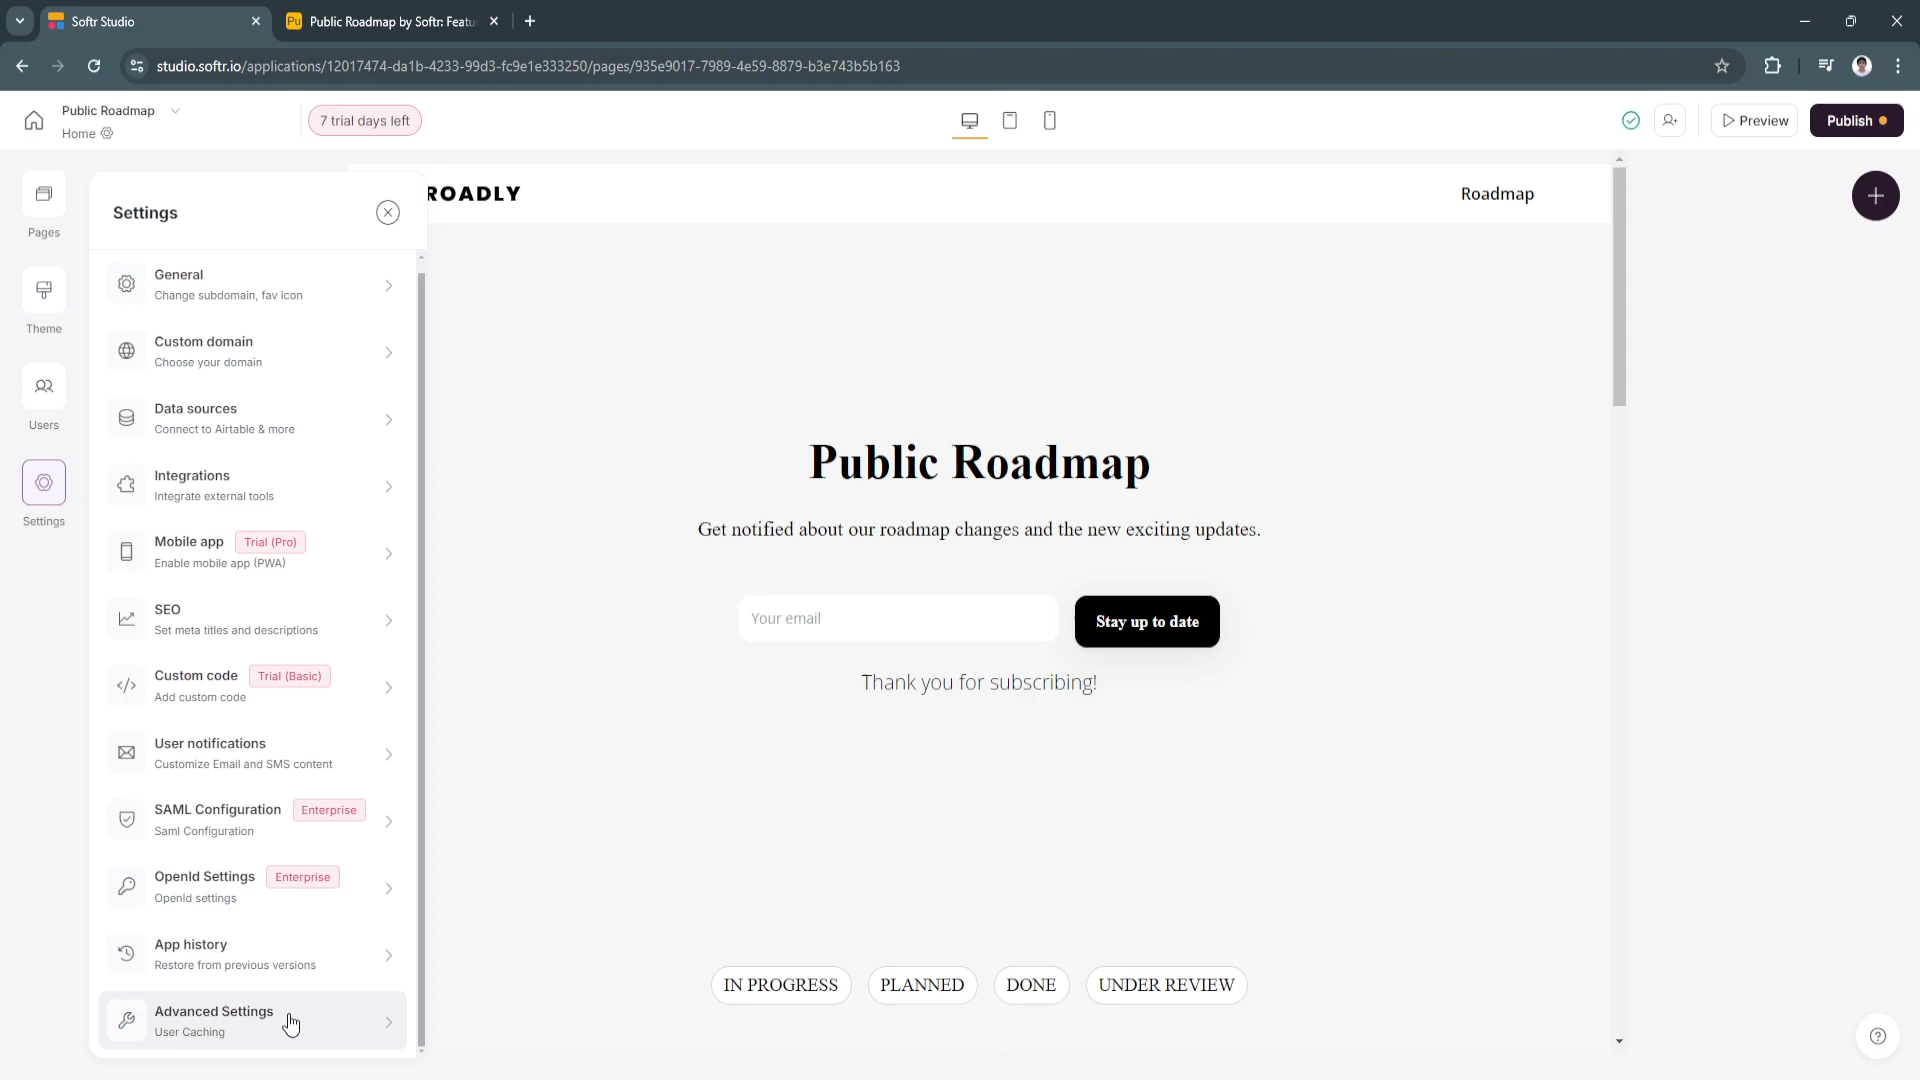 Softr Studio
Pu Public Roadmap by Softr: Featu
studio.softr.io/applications/12017474-da1b-4233-99d3-fc9e1e333250/pages/935e9017-7989-4e59-8879-b3e743b5b163
Public Roadmap
Home
7 trial days left
Preview
Publish
Pages
Theme
Users
Settings
Settings
General
Change subdomain, fav icon
Custom domain
Choose your domain
Data sources
Connect to Airtable & more
Integrations
Integrate external tools
Mobile app Trial (Pro)
Enable mobile app (PWA)
SEO
Set meta titles and descriptions
Custom code Trial (Basic)
Add custom code
User notifications
Customize Email and SMS content
SAML Configuration Enterprise
Saml Configuration
OpenId Settings Enterprise
OpenId settings
App history
Restore from previous versions
Advanced Settings
User Caching
ROADLY
Roadmap
Public Roadmap
Get notified about our roadmap changes and the new exciting updates.
Your email
Stay up to date
Thank you for subscribing!
IN PROGRESS PLANNED DONE UNDER REVIEW